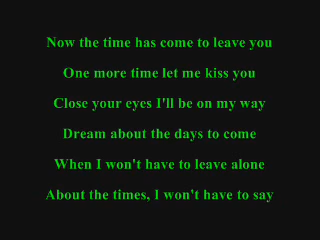 Now the time has come to leave you
One more time let me kiss you
Close your eyes I'll be on my way
Dream about the days to come
When I won't have to leave alone
About the times, I won't have to say